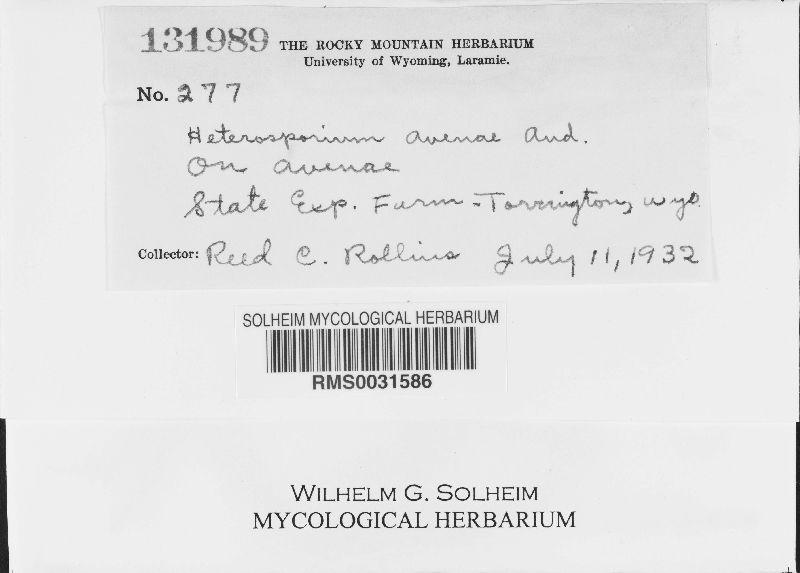 131989 THE ROCKY MOUNTAIN HERBARIUM
University of Wyoming, Laramie.
No. 277
Heterosporium avenae Aud.
On avenae
State Exp. Farm - Torrington, Wyo.
Collector: Reed C. Rollins July 11, 1932
SOLHEIM MYCOLOGICAL HERBARIUM
RMS0031586
WILHELM G. SOLHEIM
MYCOLOGICAL HERBARIUM